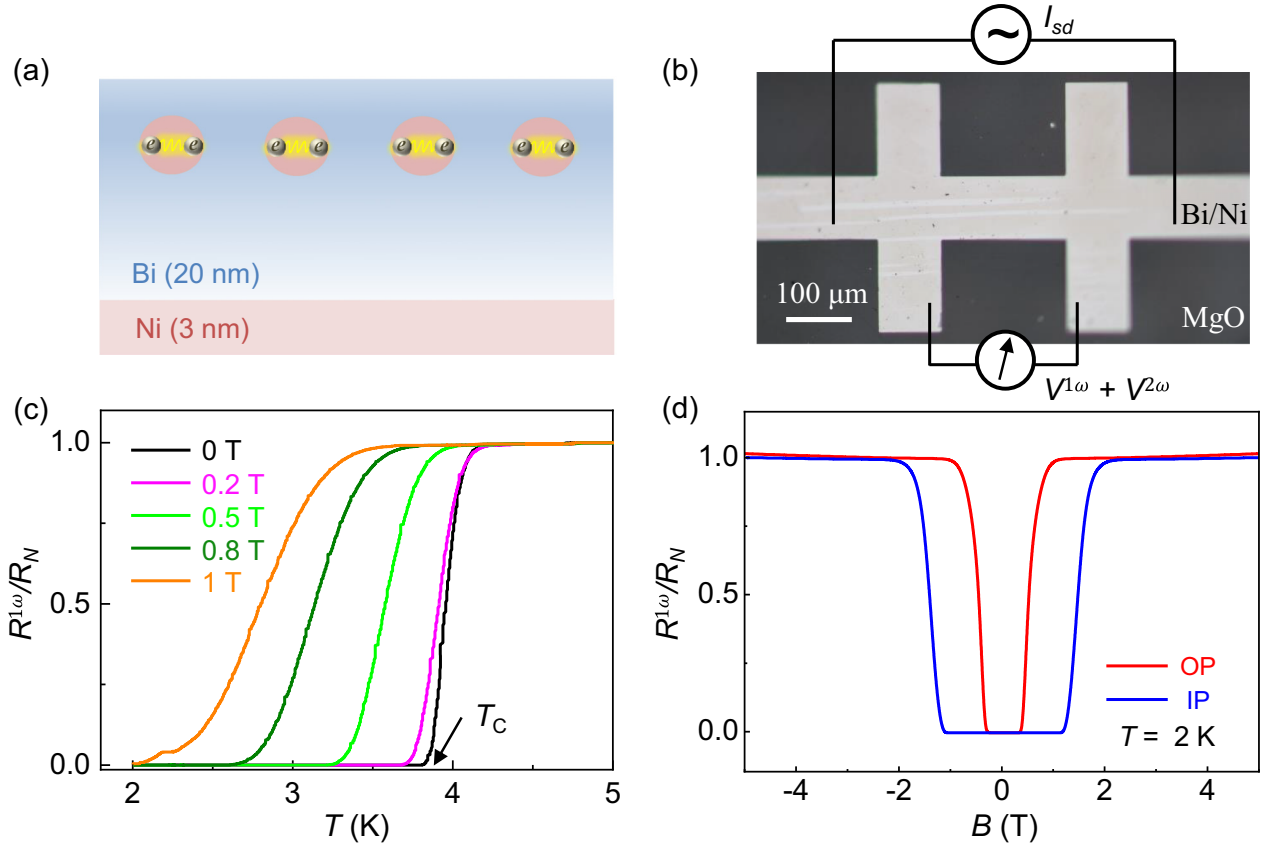 (a)
e e e e e e e e
Bi (20 nm)
Ni (3 nm)
(b)
~
I_sd
Bi/Ni
100 μm
MgO
V^1ω + V^2ω
(c)
R^1ω/R_N
1.0
0.5
0.0
0 T
0.2 T
0.5 T
0.8 T
1 T
T_C
2 3 4 5
T (K)
(d)
R^1ω/R_N
1.0
0.5
0.0
OP
IP
T = 2 K
-4 -2 0 2 4
B (T)